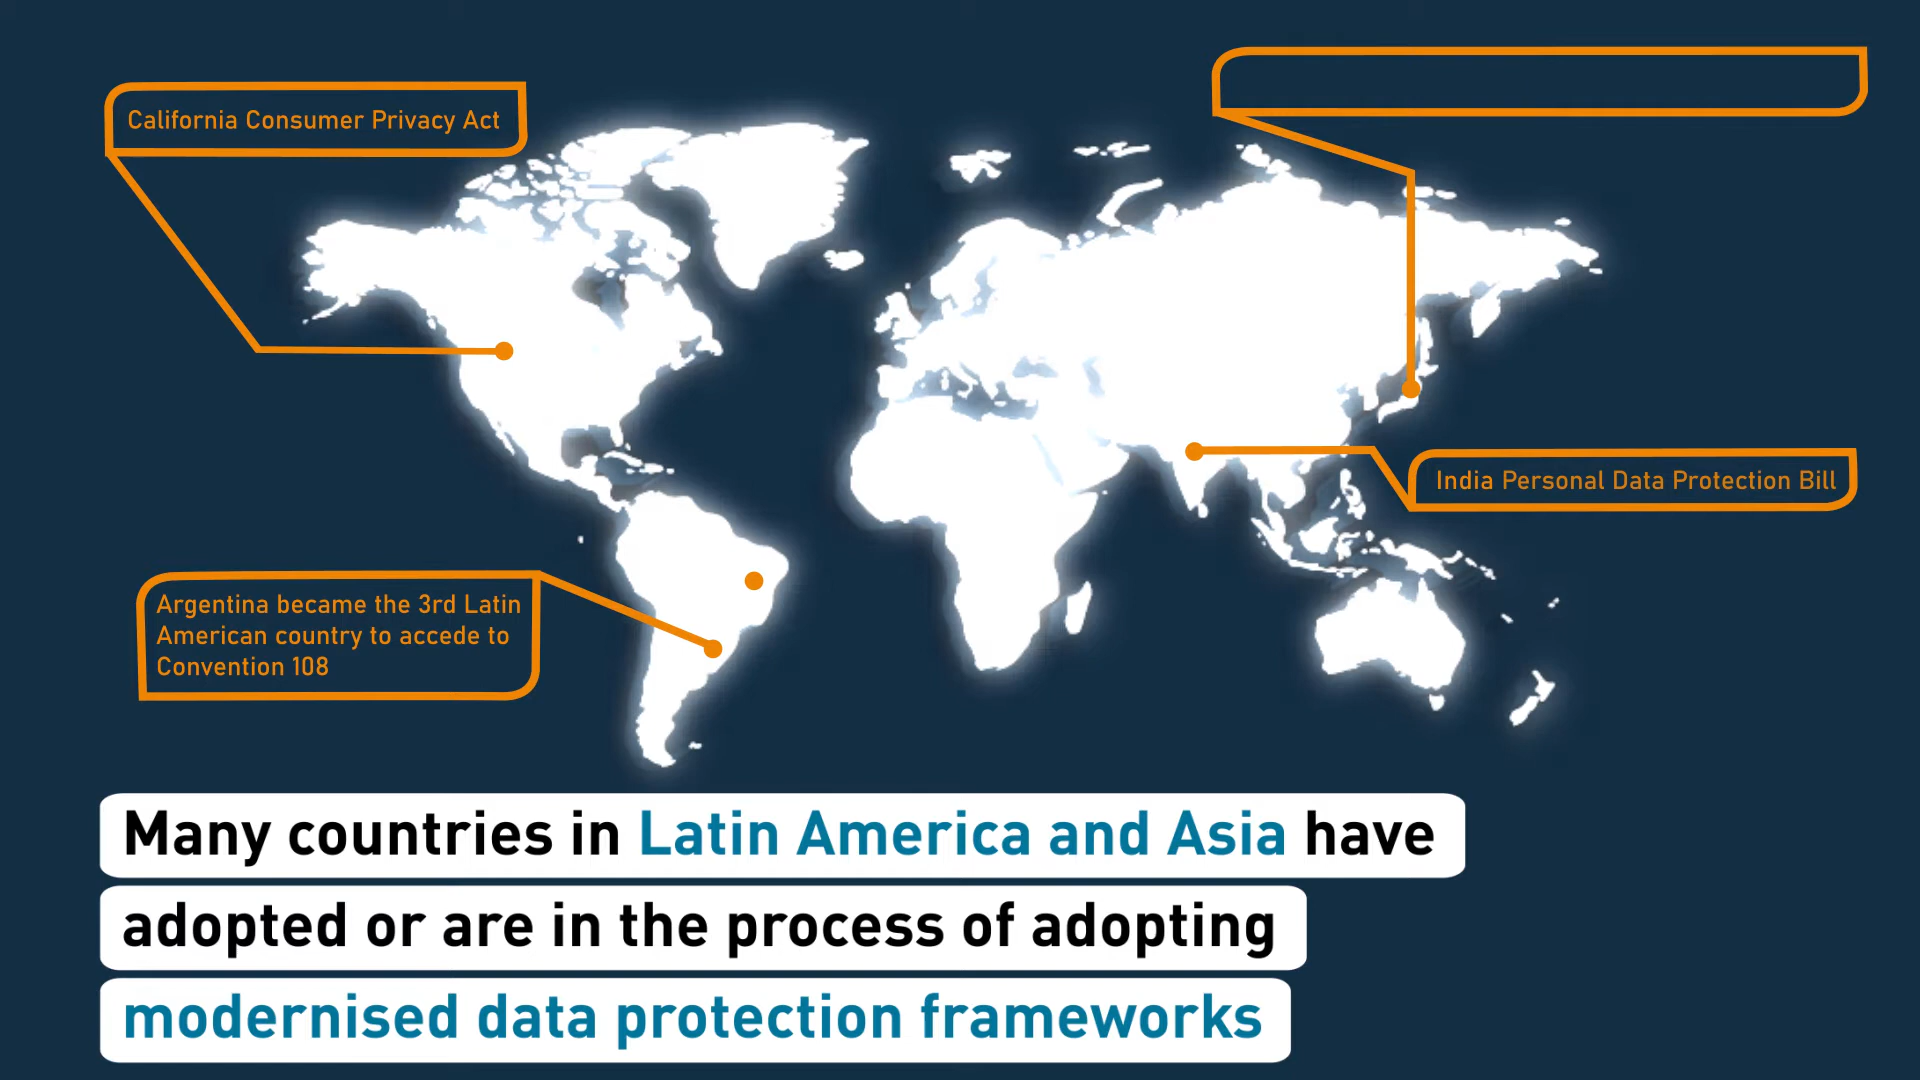 California Consumer Privacy Act
India Personal Data Protection Bill
Argentina became the 3rd Latin
American country to accede to
Convention 108
Many countries in Latin America and Asia have
adopted or are in the process of adopting
modernised data protection frameworks